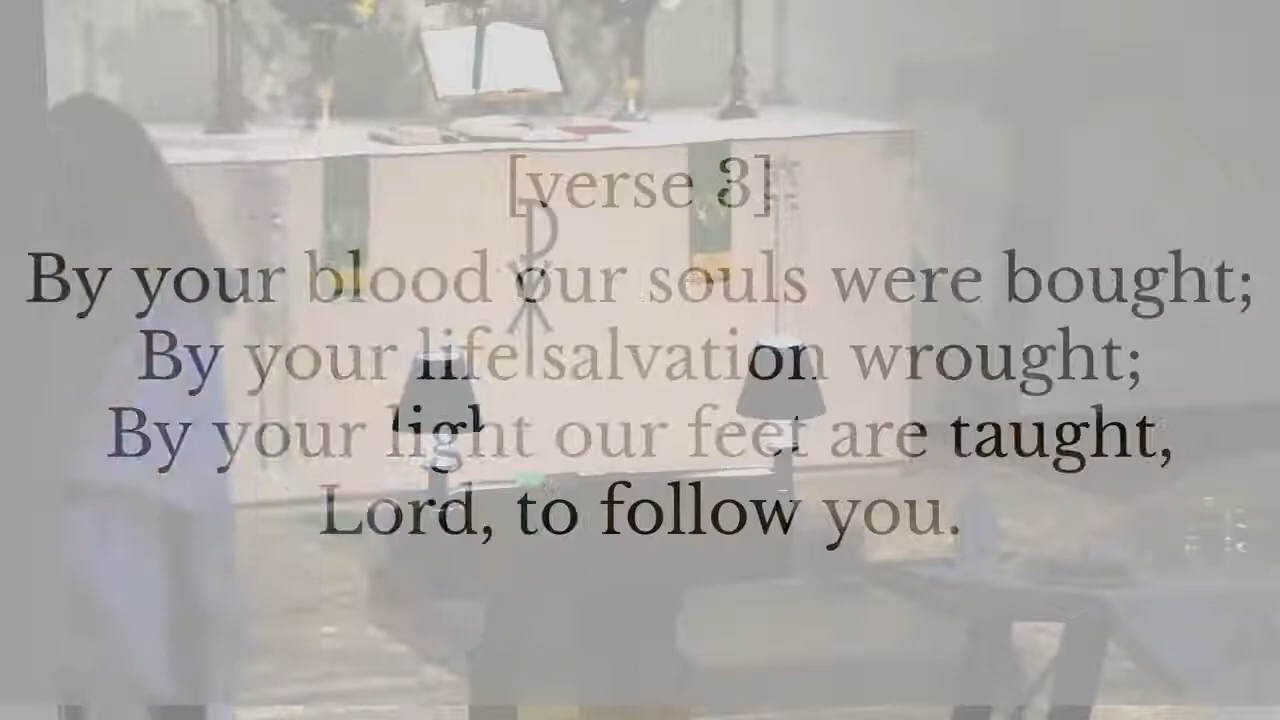 [verse 3]
By your blood our souls were bought;
By your life salvation wrought;
By your light our feet are taught,
Lord, to follow you.